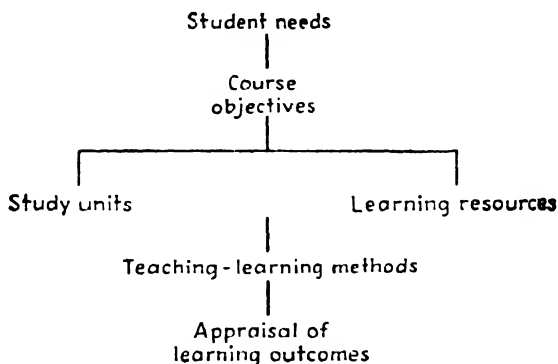 Student needs
Course
objectives
Study units
Learning resources
Teaching-learning methods
Appraisal of
learning outcomes